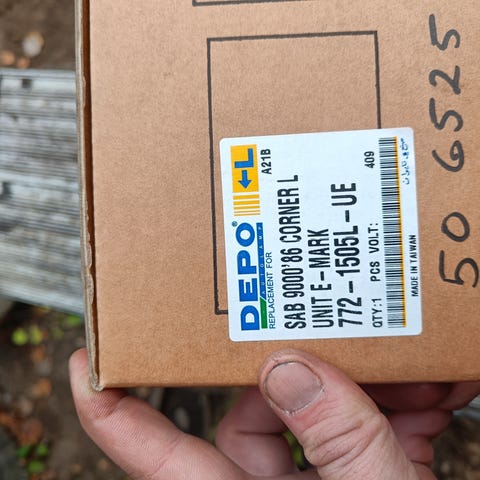 DEPO
AUTOLAMP
←L
A21B
REPLACEMENT FOR
SAB 9000'86 CORNER L
UNIT E-MARK
772-1505L-UE
409
QTY:1 PCS VOLT:
MADE IN TAIWAN
50 6525